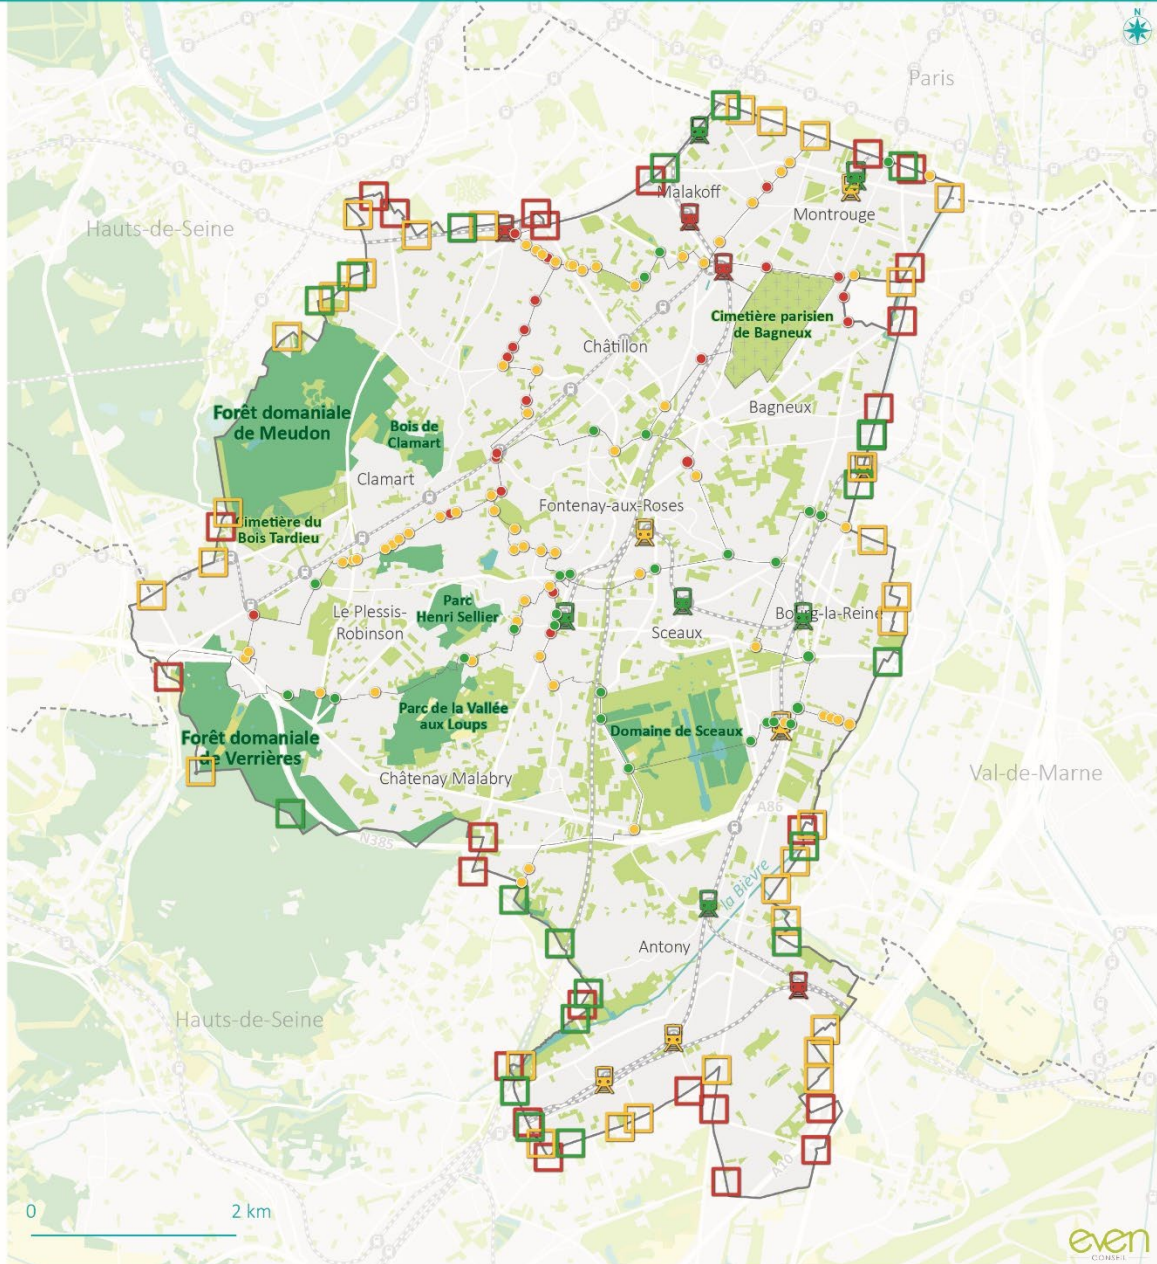 N
Paris
Malakoff
Montrouge
Hauts-de-Seine
Cimetière parisien
de Bagneux
Châtillon
Bagneux
Forêt domaniale
de Meudon
Bois de
Clamart
Clamart
Fontenay-aux-Roses
Cimetière du
Bois Tardieu
Le Plessis-
Robinson
Parc
Henri Sellier
Sceaux
Bourg-la-Reine
Parc de la Vallée
aux Loups
Domaine de Sceaux
Forêt domaniale
de Verrières
Châtenay Malabry
Val-de-Marne
A86
N385
la Bièvre
Antony
Hauts-de-Seine
A10
0
2 km
even
CONSEIL